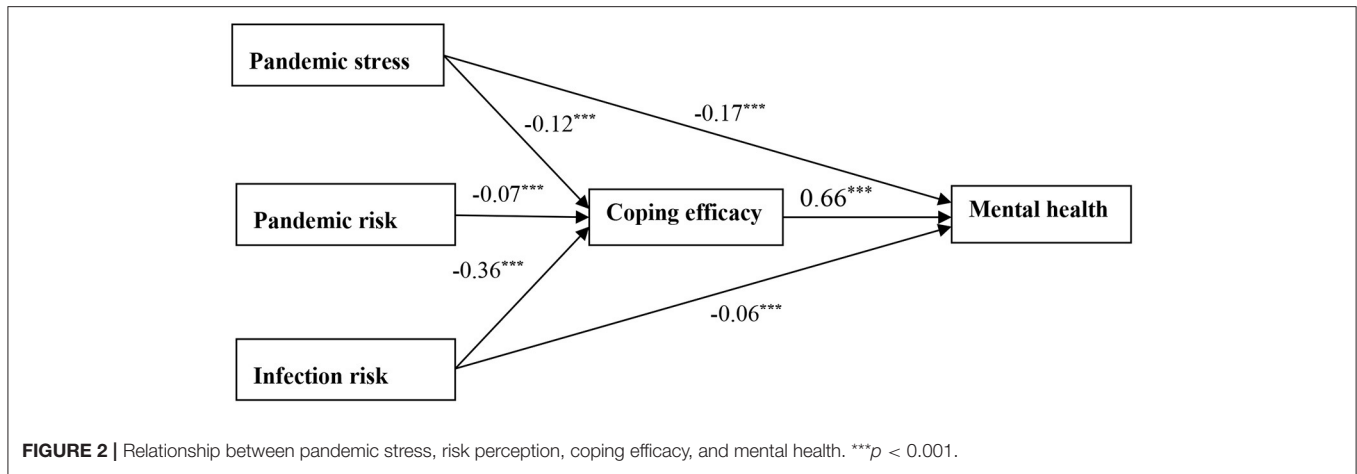 Pandemic stress
-0.17***
-0.12***
Pandemic risk
-0.07***
Coping efficacy
0.66***
Mental health
-0.36***
-0.06***
Infection risk
FIGURE 2 | Relationship between pandemic stress, risk perception, coping efficacy, and mental health. ***p < 0.001.